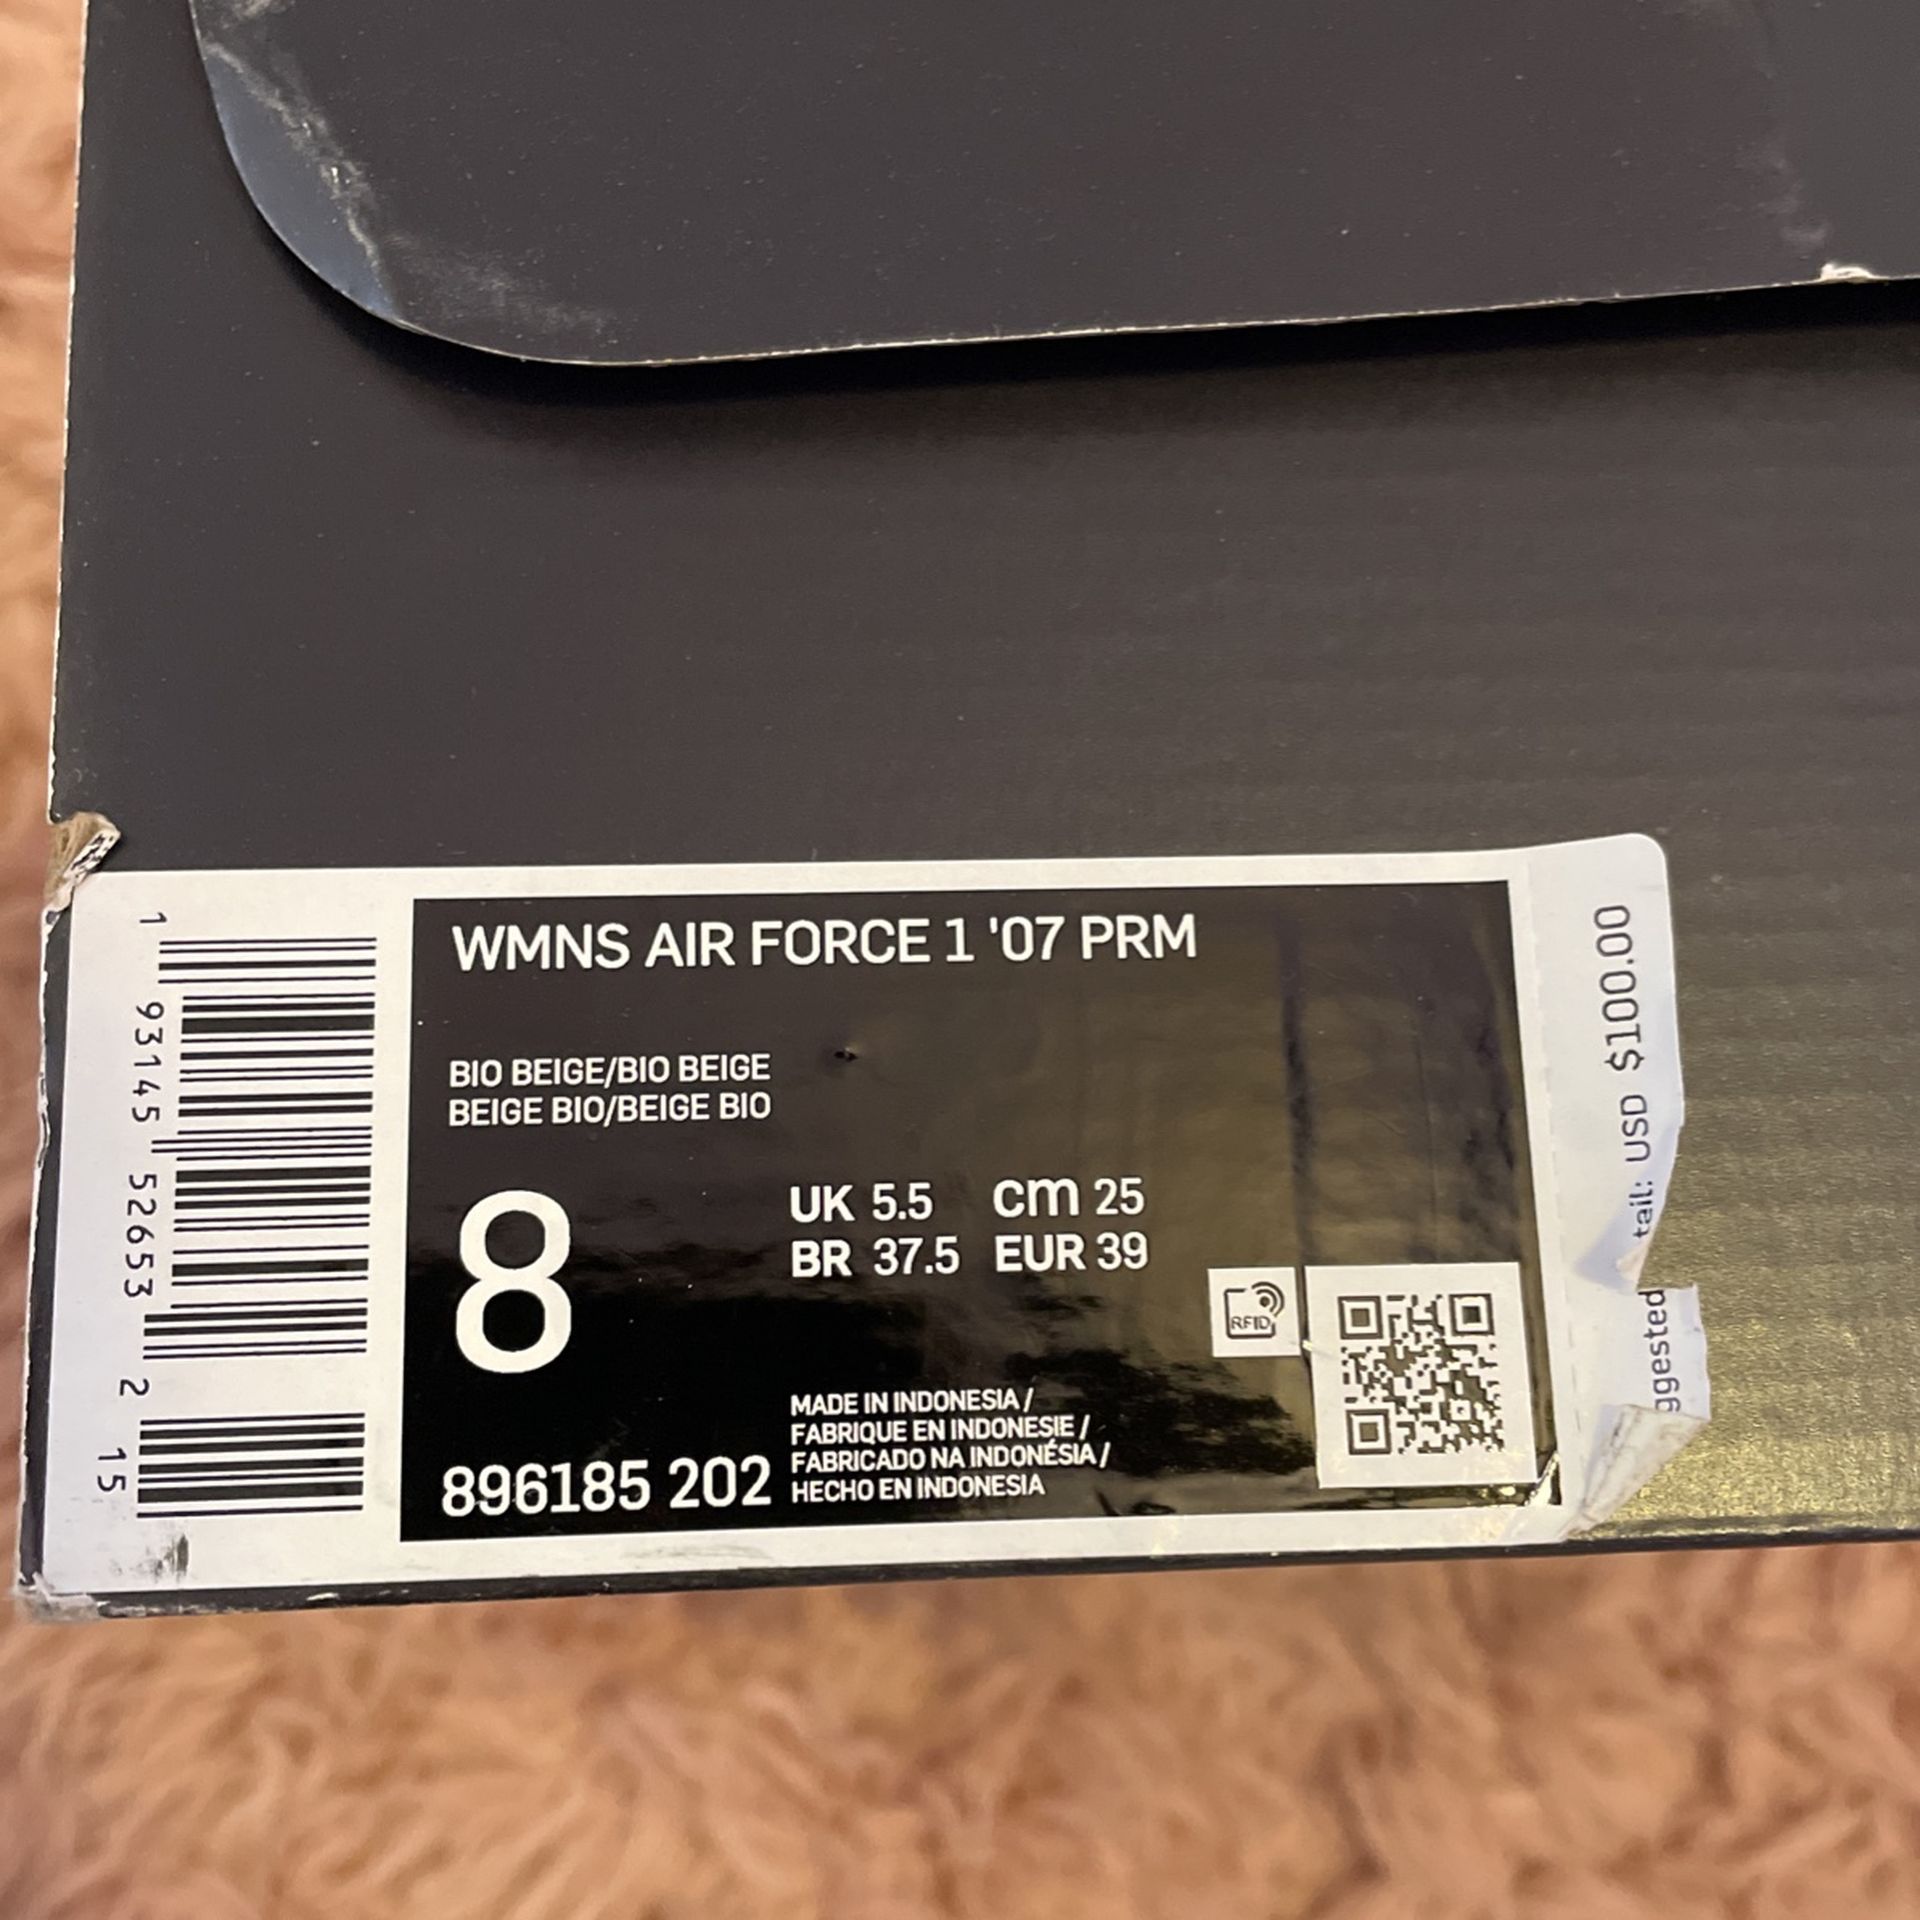 WMNS AIR FORCE 1 '07 PRM
BIO BEIGE/BIO BEIGE
BEIGE BIO/BEIGE BIO
8
UK 5.5 cm 25
BR 37.5 EUR 39
RFID
MADE IN INDONESIA /
FABRIQUE EN INDONESIE /
FABRICADO NA INDONÉSIA /
HECHO EN INDONESIA
896185 202
1 93145 52653 2 15
ggested tail: USD $100.00